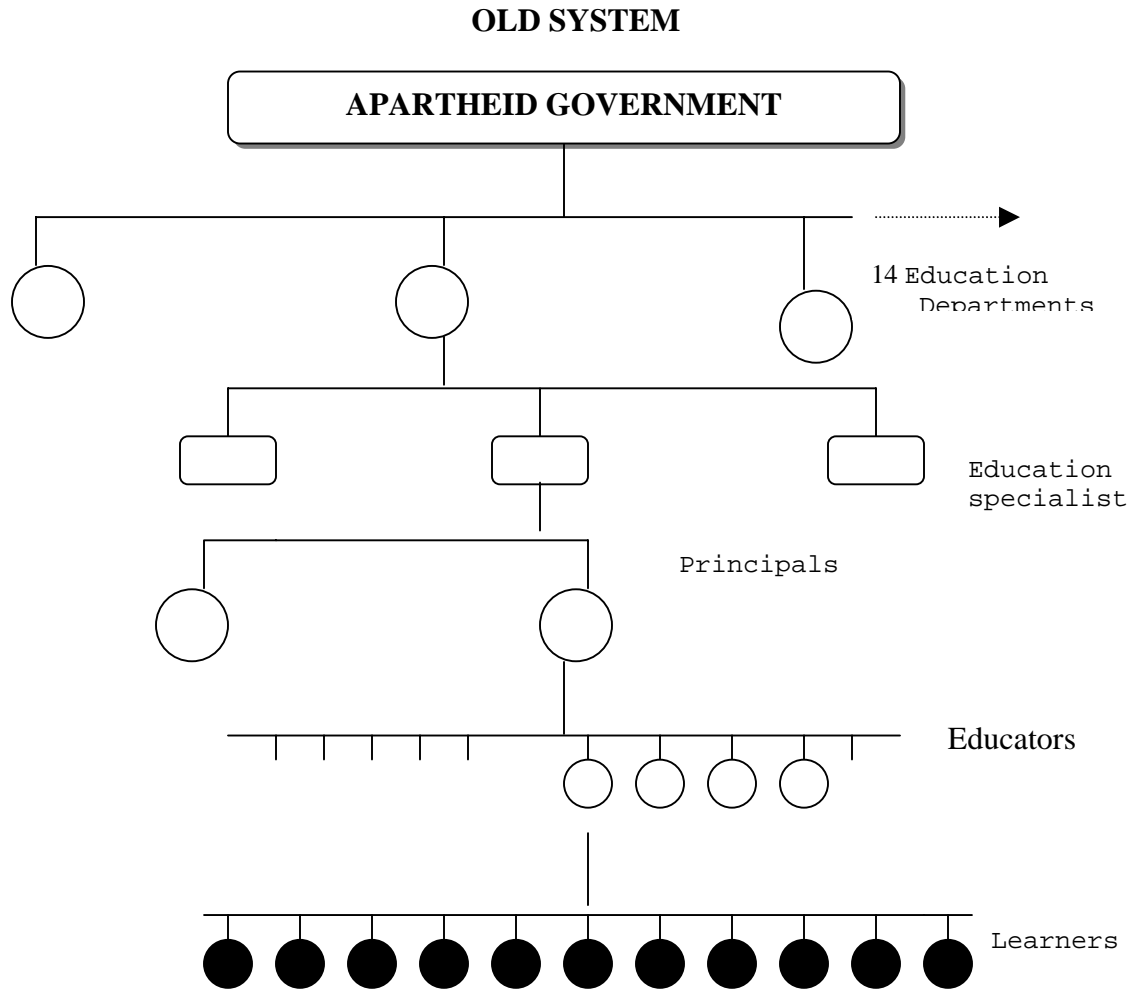 OLD SYSTEM
APARTHEID GOVERNMENT
14 Education
Departments
Education
specialist
Principals
Educators
Learners